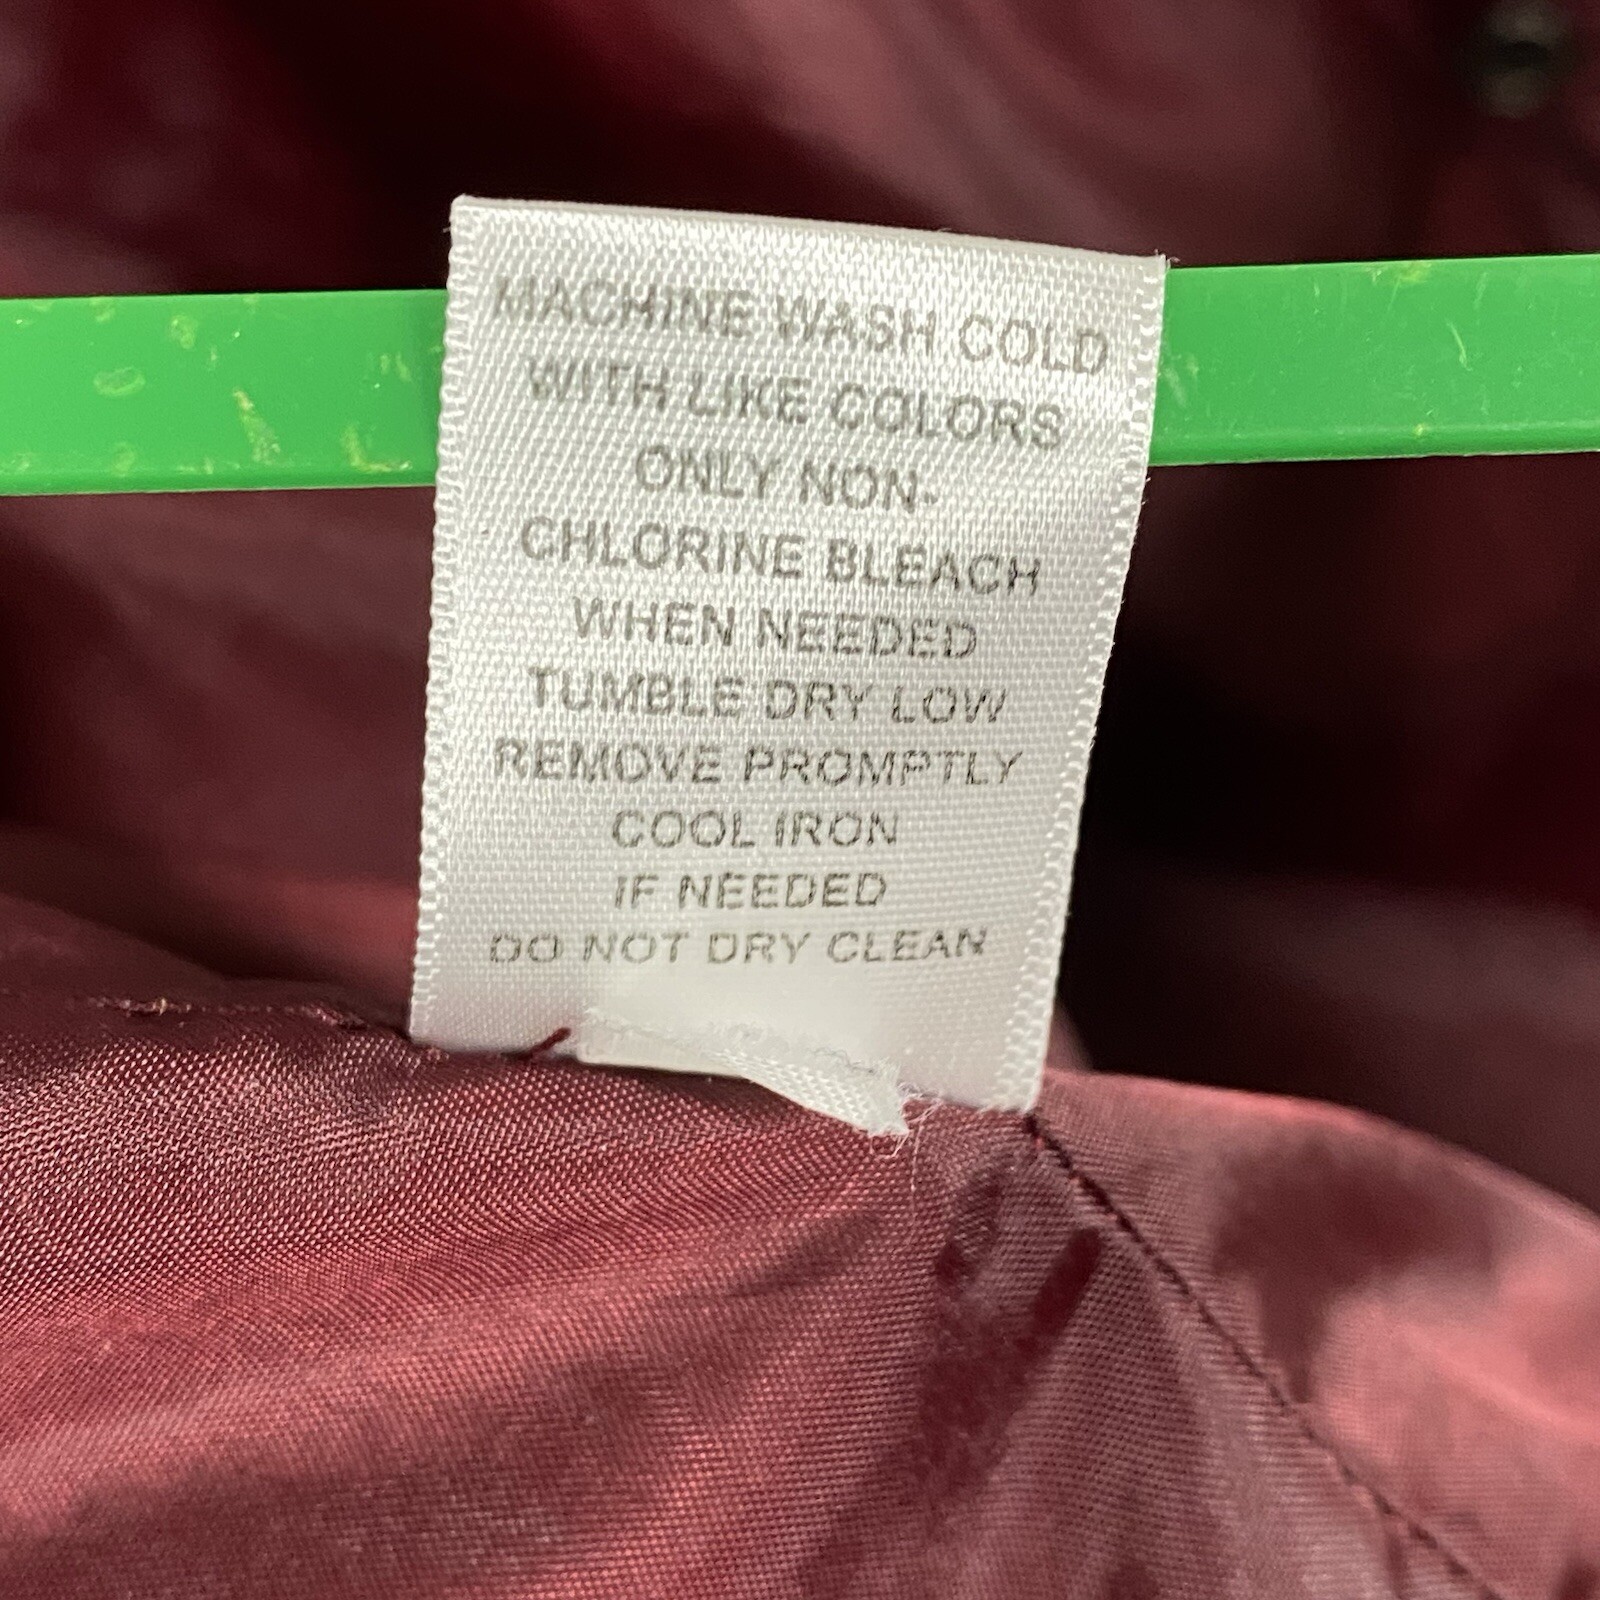 MACHINE WASH COLD
WITH LIKE COLORS
ONLY NON-
CHLORINE BLEACH
WHEN NEEDED
TUMBLE DRY LOW
REMOVE PROMPTLY
COOL IRON
IF NEEDED
DO NOT DRY CLEAN